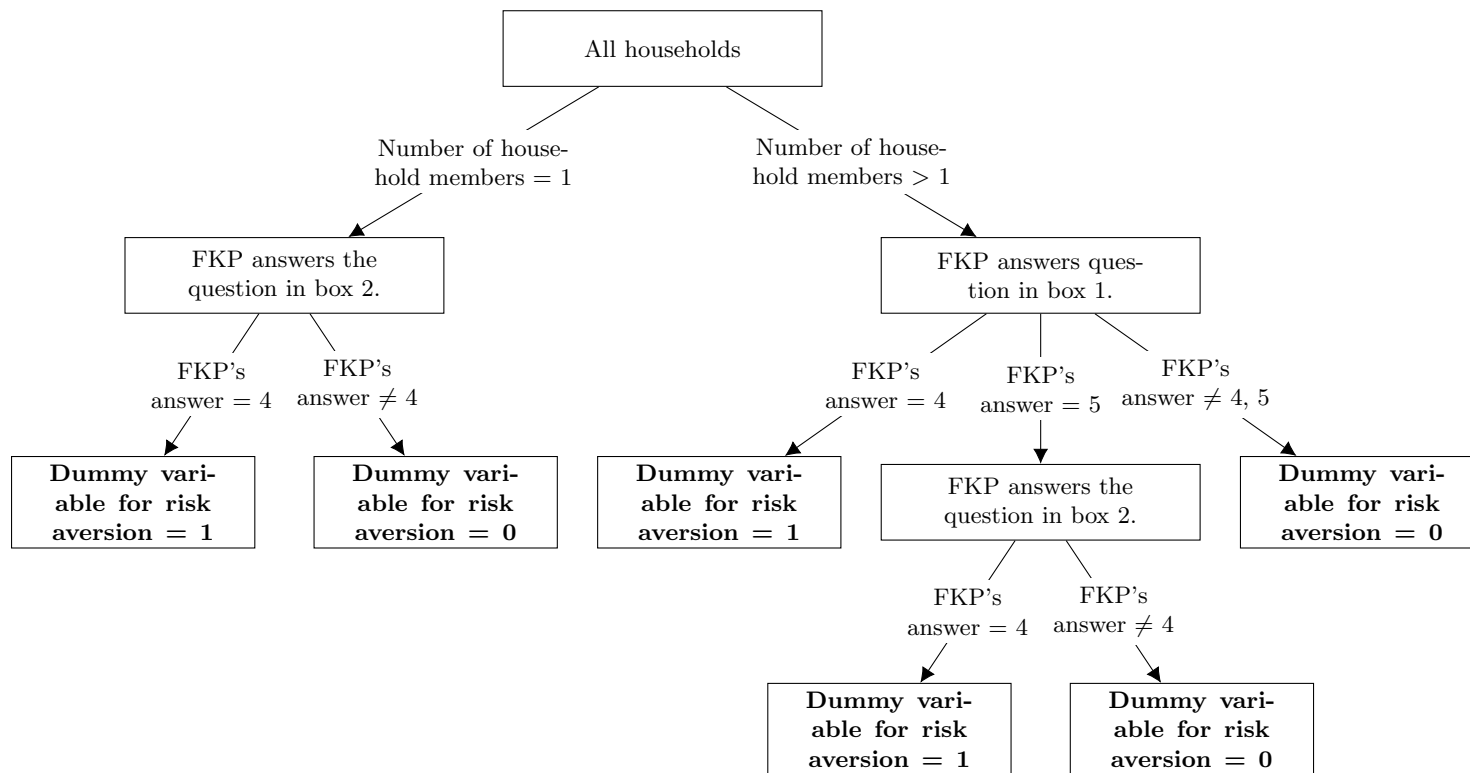 All households
Number of house-
hold members = 1
Number of house-
hold members > 1
FKP answers the
question in box 2.
FKP answers ques-
tion in box 1.
FKP's
answer = 4
FKP's
answer ≠ 4
FKP's
answer = 4
FKP's
answer = 5
FKP's
answer ≠ 4, 5
Dummy vari-
able for risk
aversion = 1
Dummy vari-
able for risk
aversion = 0
Dummy vari-
able for risk
aversion = 1
FKP answers the
question in box 2.
Dummy vari-
able for risk
aversion = 0
FKP's
answer = 4
FKP's
answer ≠ 4
Dummy vari-
able for risk
aversion = 1
Dummy vari-
able for risk
aversion = 0